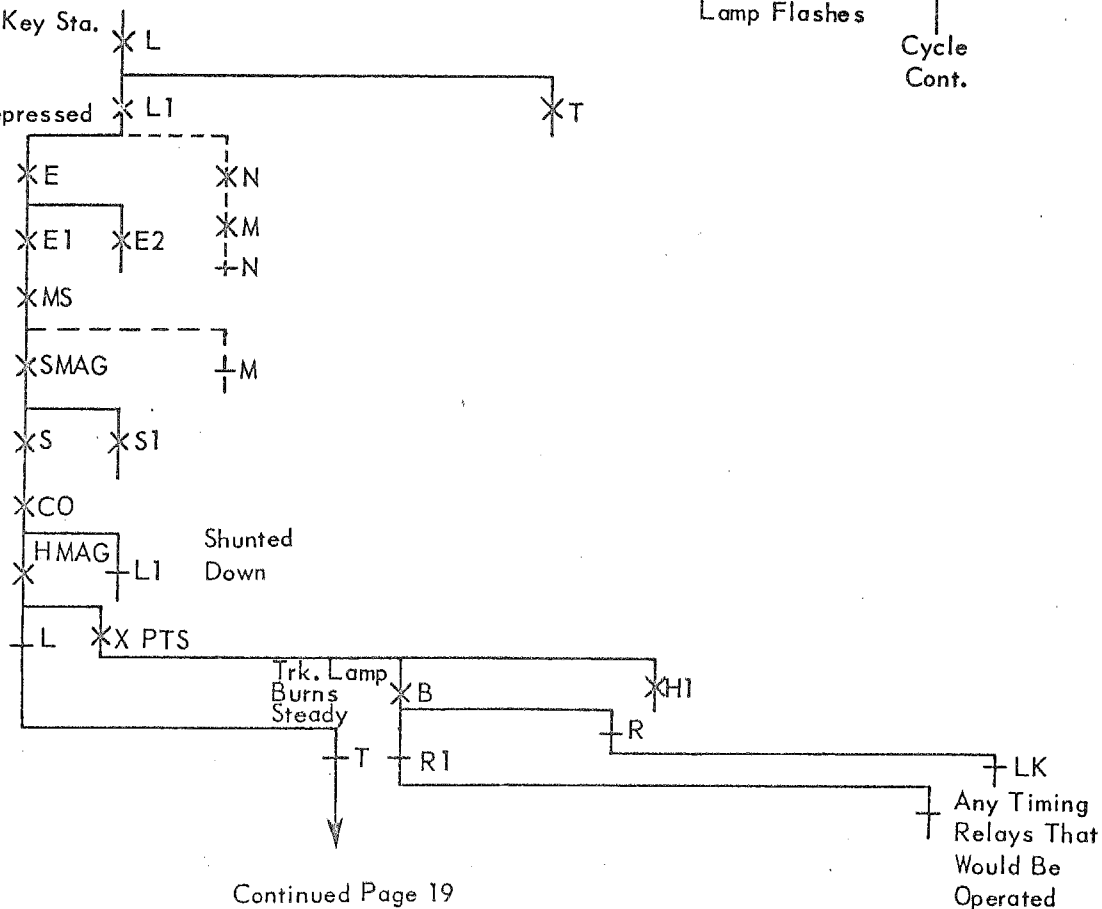 Key Sta.
L
Lamp Flashes
Cycle
Cont.
epressed
L1
T
E
N
E1
E2
M
N
MS
SMAG
M
S
S1
CO
HMAG
L1
Shunted
Down
L
X PTS
Trk. Lamp
Burns
Steady
B
H1
R
T
R1
LK
Any Timing
Relays That
Would Be
Operated
Continued Page 19